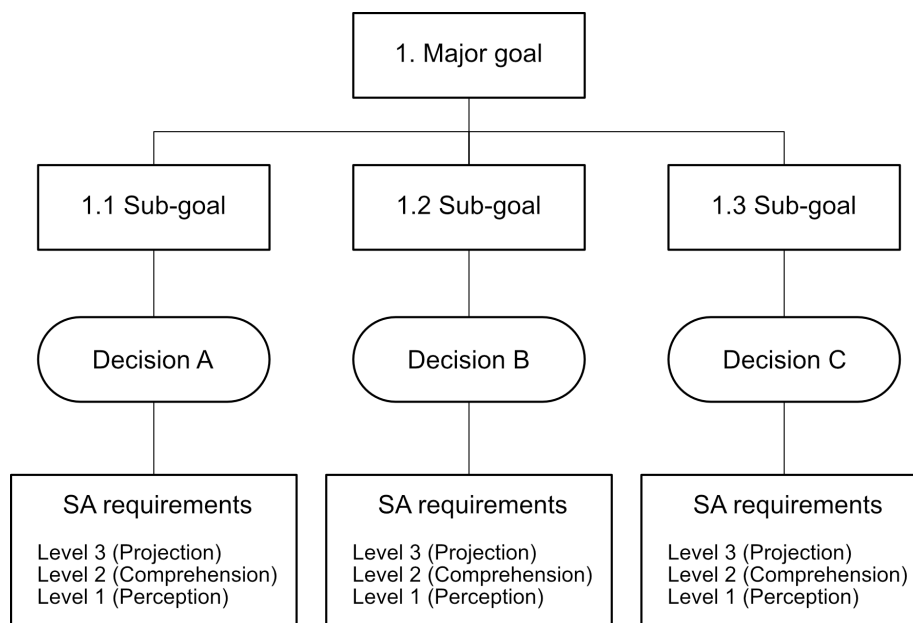 1. Major goal
1.1 Sub-goal
1.2 Sub-goal
1.3 Sub-goal
Decision A
Decision B
Decision C
SA requirements
Level 3 (Projection)
Level 2 (Comprehension)
Level 1 (Perception)
SA requirements
Level 3 (Projection)
Level 2 (Comprehension)
Level 1 (Perception)
SA requirements
Level 3 (Projection)
Level 2 (Comprehension)
Level 1 (Perception)